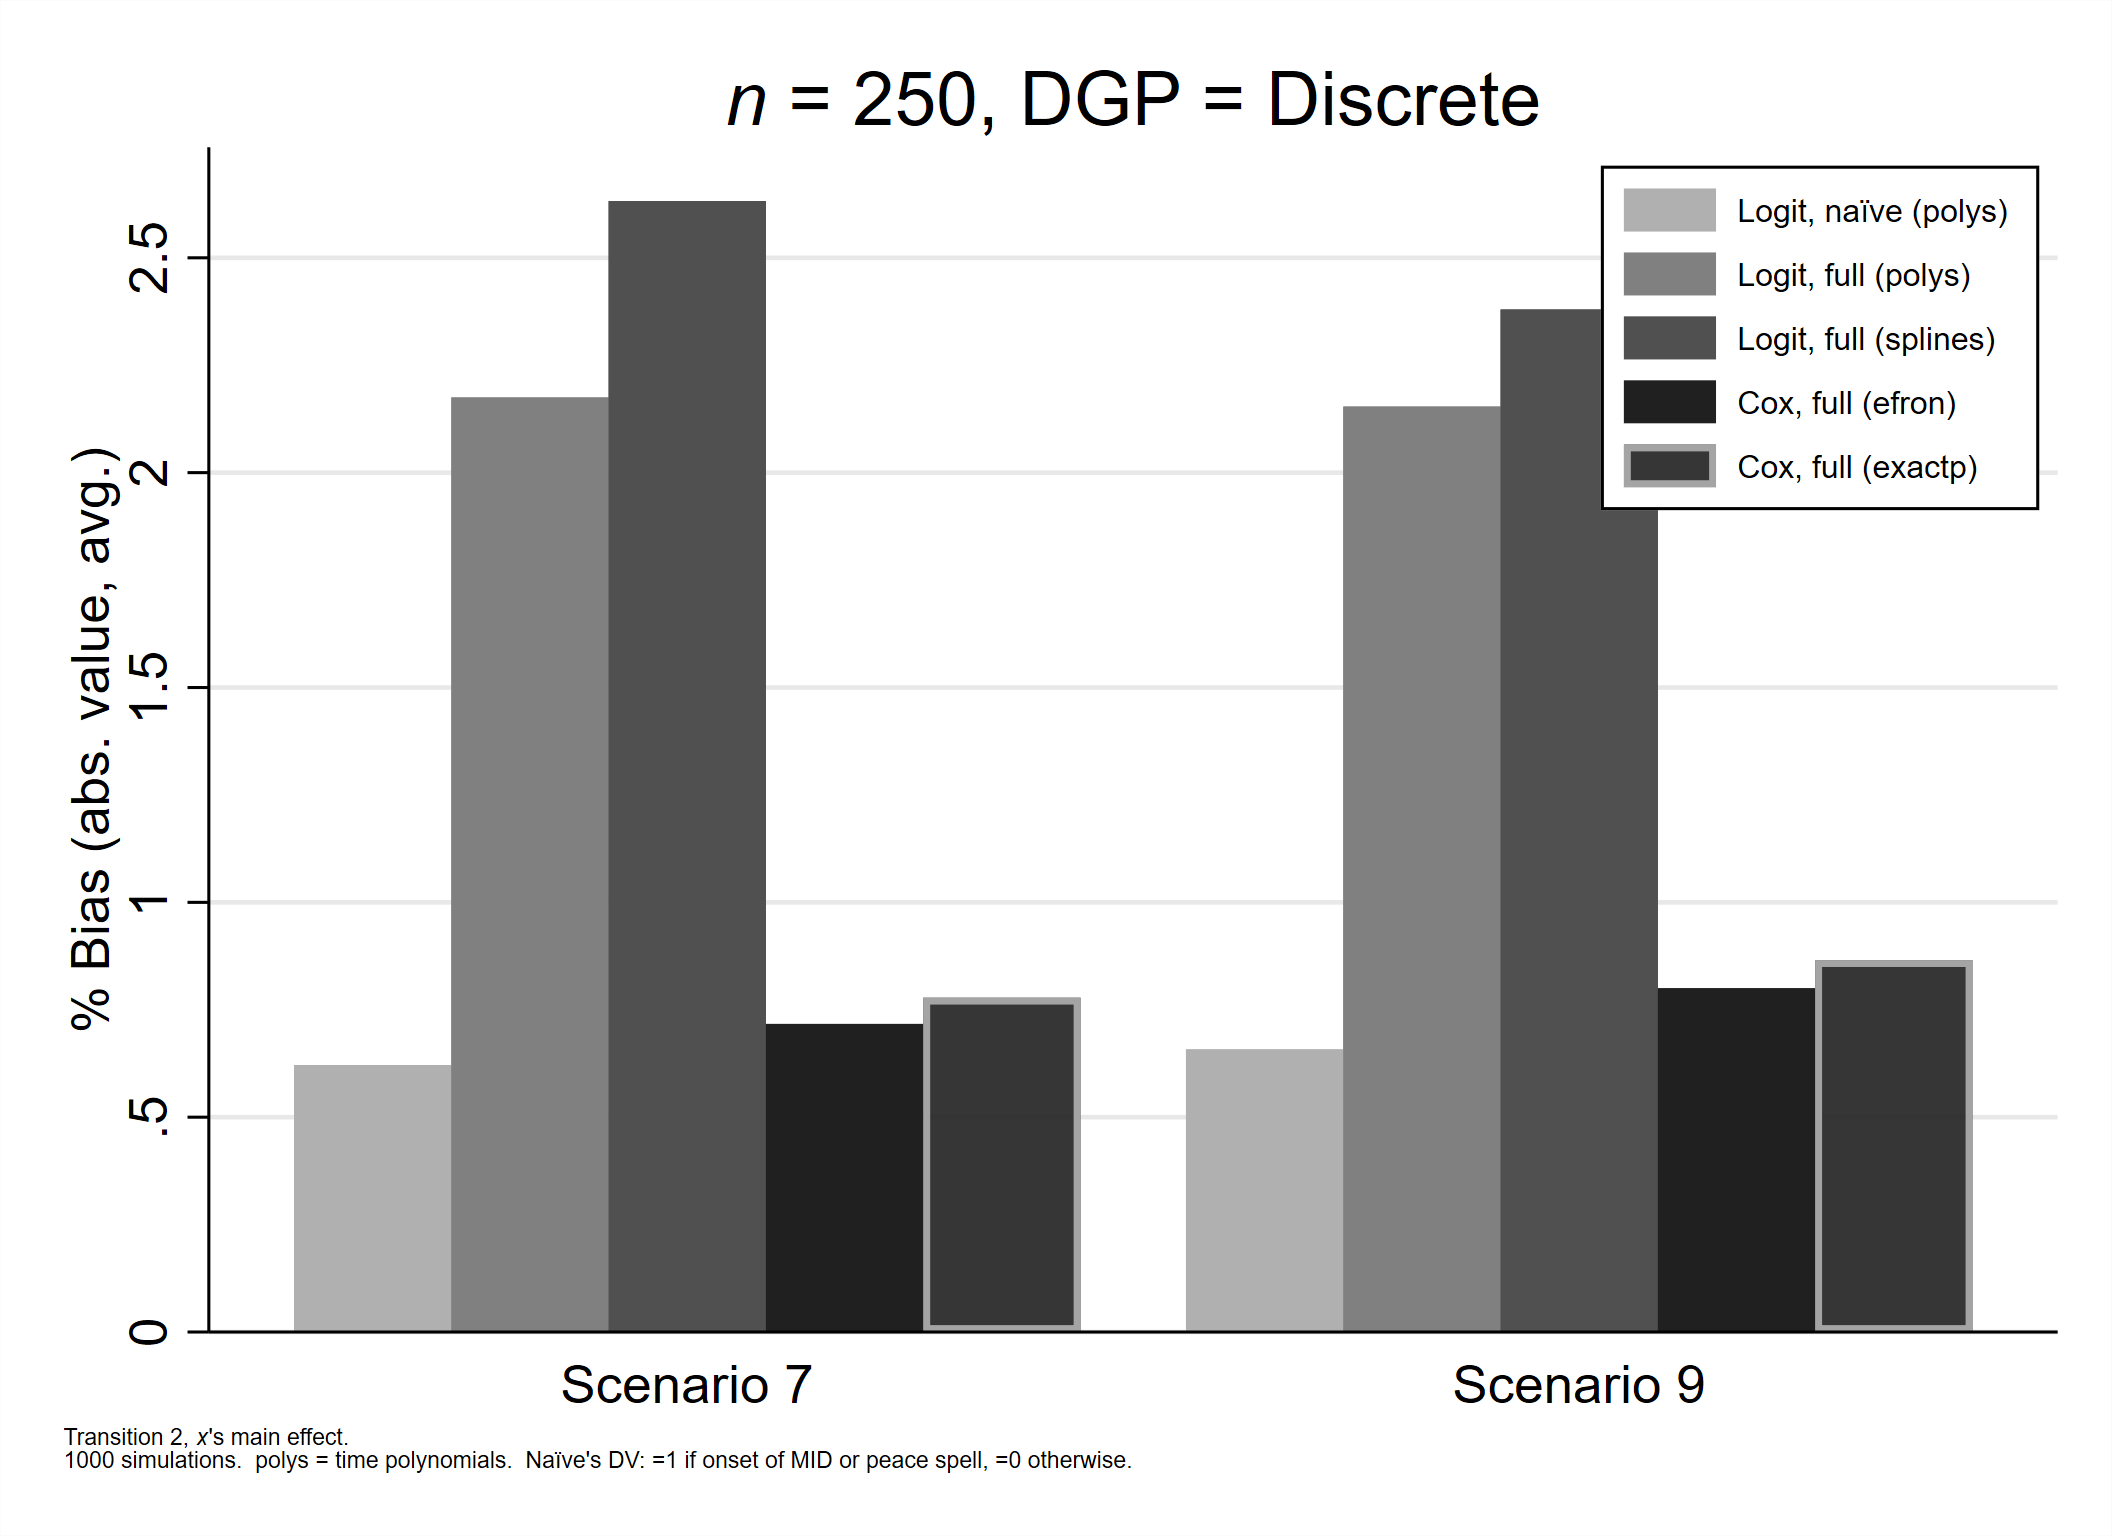 n = 250, DGP = Discrete
% Bias (abs. value, avg.)
2.5
2
1.5
1
.5
0
Logit, naïve (polys)
Logit, full (polys)
Logit, full (splines)
Cox, full (efron)
Cox, full (exactp)
Scenario 7
Scenario 9
Transition 2, x's main effect.
1000 simulations.  polys = time polynomials.  Naïve's DV: =1 if onset of MID or peace spell, =0 otherwise.